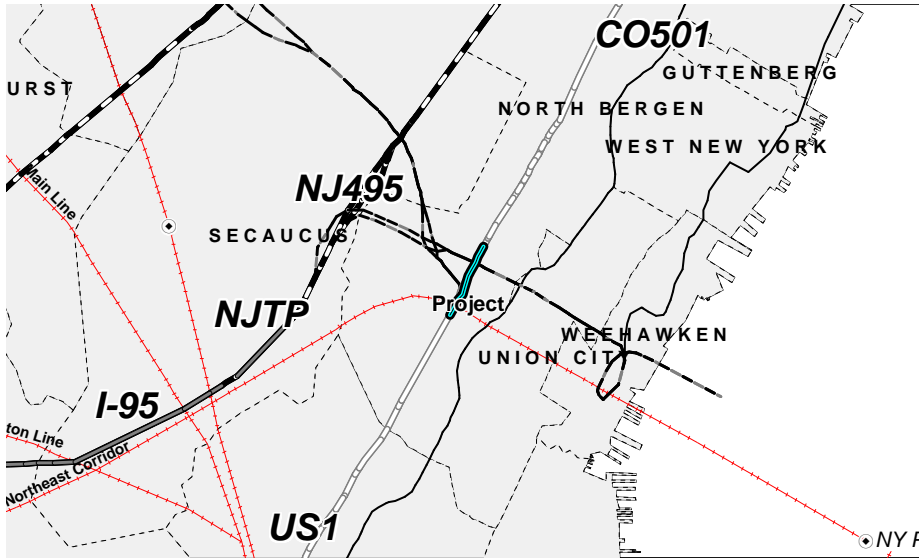 CO501
GUTTENBERG
URST
NORTH BERGEN
WEST NEW YORK
Main Line
NJ495
SECAUCUS
Project
NJTP
WEEHAWKEN
UNION CIT
I-95
ton Line
Northeast Corridor
US1
NY P